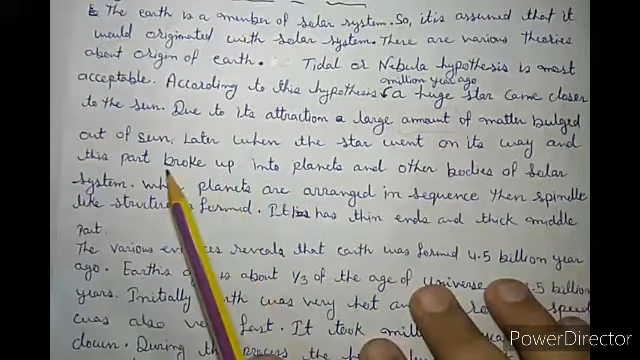 The earth is a member of solar system. So, it is assumed that it
would originated with solar system. There are various theories
about origin of earth. Tidal or Nebula hypothesis is most
acceptable. According to this hypothesis a huge star came closer
a million year ago
to the sun. Due to its attraction a large amount of matter bulged
out of sun. Later when the star went on its way and
this part broke up into planets and other bodies of solar
system. planets are arranged in sequence then spindle
like structure formed. It has thin ends and thick middle
part.
The various reveals that earth was formed 4.5 billion year
ago. Earth's is about 1/3 of the age of Universe .5 billion
years. Initially was very hot
was also fast. It took
down. During process the
PowerDirector